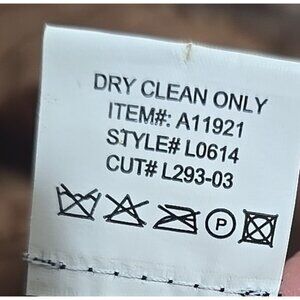 DRY CLEAN ONLY
ITEM#: A11921
STYLE# L0614
CUT# L293-03
P